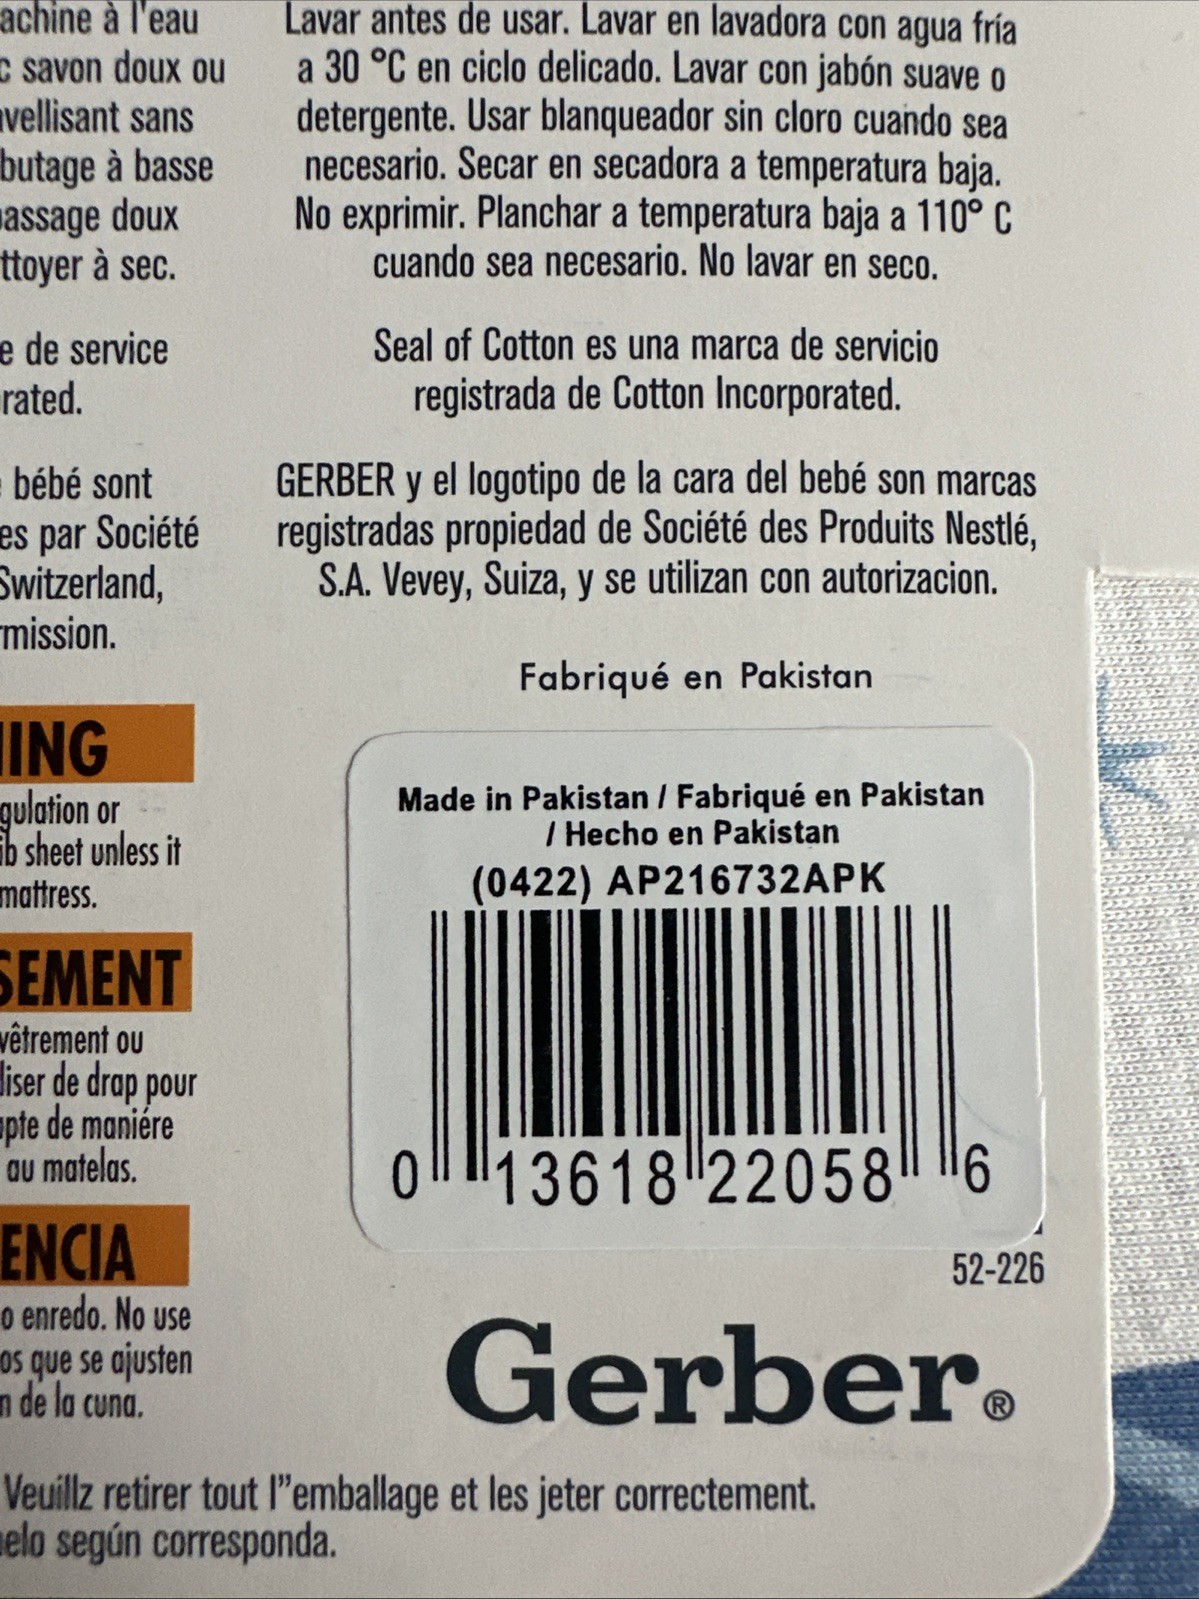 achine à l'eau
c savon doux ou
avellisant sans
butage à basse
passage doux
ttoyer à sec.
e de service
rated.
bébé sont
es par Société
Switzerland,
rmission.
Lavar antes de usar. Lavar en lavadora con agua fría
a 30 °C en ciclo delicado. Lavar con jabón suave o
detergente. Usar blanqueador sin cloro cuando sea
necesario. Secar en secadora a temperatura baja.
No exprimir. Planchar a temperatura baja a 110° C
cuando sea necesario. No lavar en seco.
Seal of Cotton es una marca de servicio
registrada de Cotton Incorporated.
GERBER y el logotipo de la cara del bebé son marcas
registradas propiedad de Société des Produits Nestlé,
S.A. Vevey, Suiza, y se utilizan con autorizacion.
Fabriqué en Pakistan
NING
gulation or
ib sheet unless it
mattress.
SEMENT
vêtrement ou
liser de drap pour
pte de maniére
au matelas.
ENCIA
o enredo. No use
os que se ajusten
n de la cuna.
Made in Pakistan / Fabriqué en Pakistan
/ Hecho en Pakistan
(0422) AP216732APK
0 13618 22058 6
52-226
Gerber®
Veuillz retirer tout l"emballage et les jeter correctement.
elo según corresponda.